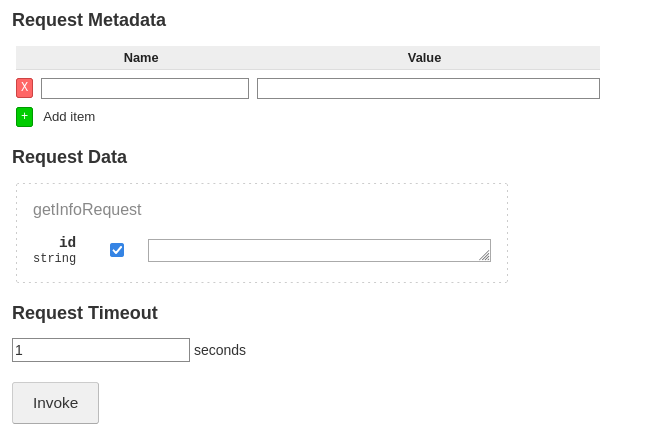 Request Metadata
Name Value
X
+ Add item
Request Data
getInfoRequest
id
string
Request Timeout
1 seconds
Invoke